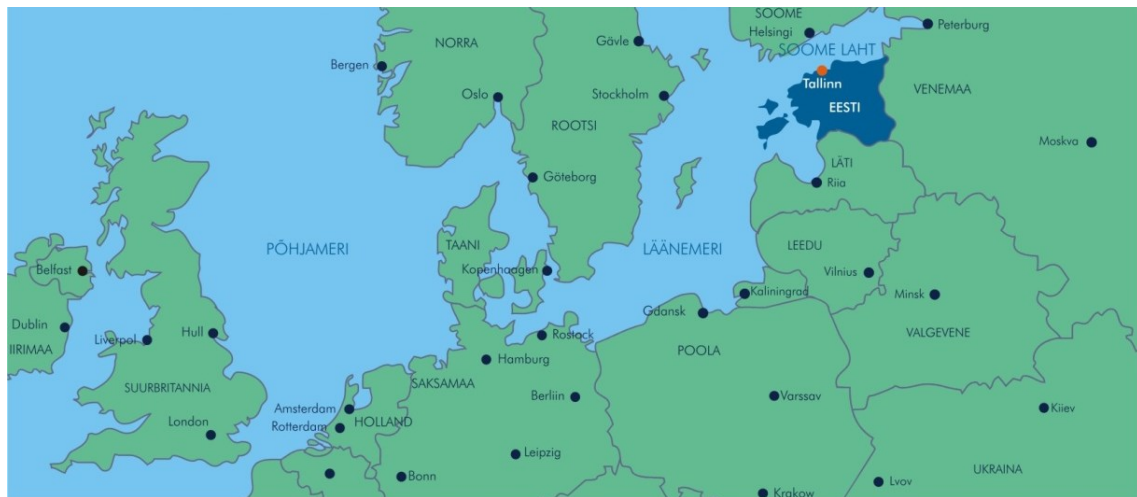 SOOME
Helsingi
Peterburg
NORRA
Gävle
SOOME LAHT
Bergen
Tallinn
VENEMAA
Oslo
Stockholm
EESTI
ROOTSI
Moskva
LÄTI
Göteborg
Riia
PÕHJAMERI
TAANI
LÄÄNEMERI
LEEDU
Belfast
Kopenhaagen
Vilnius
Kaliningrad
Minsk
Dublin
Hull
Gdansk
Liverpol
Rostock
VALGEVENE
IIRIMAA
POOLA
Hamburg
SUURBRITANNIA
SAKSAMAA
Berliin
Varssav
Amsterdam
Kiiev
London
Rotterdam
HOLLAND
Leipzig
Bonn
UKRAINA
Lvov
Krakow